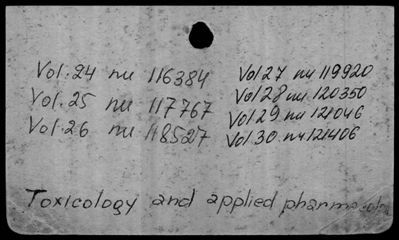 Vol.24 nu 116384
Vol.25 nu 117767
Vol.26 nu 118527
Vol 27 nu 119920
Vol 28 nu 120350
Vol 29 nu 121046
Vol 30 nu 121406
Toxicology and applied